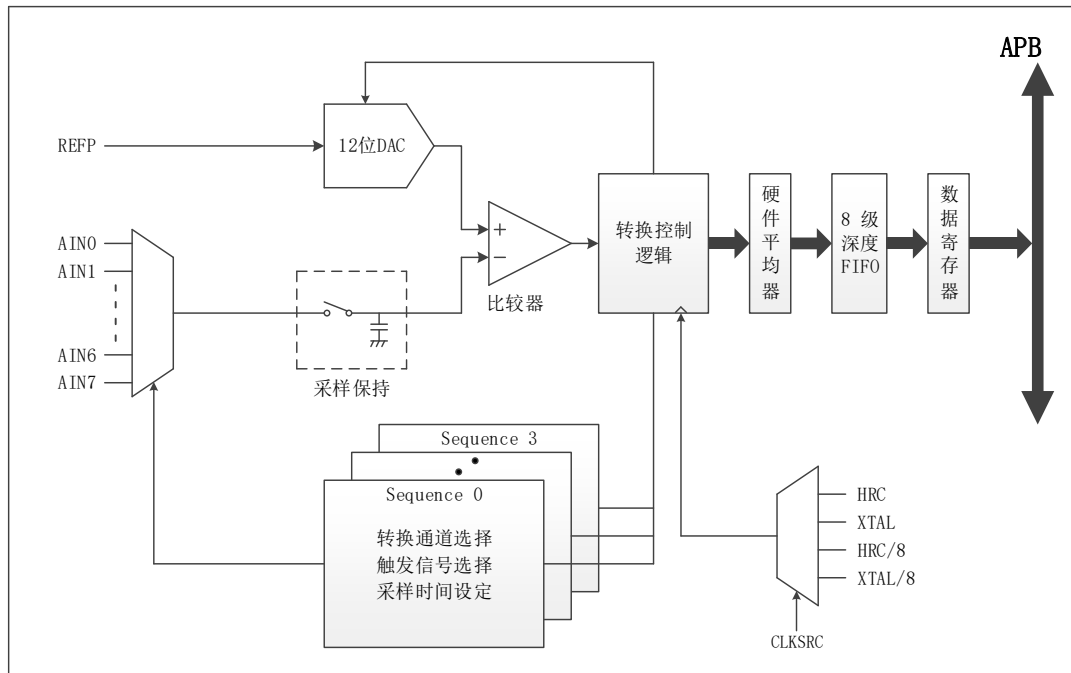 APB
REFP
12位DAC
AIN0
AIN1
AIN6
AIN7
+
−
比较器
采样保持
转换控制
逻辑
硬
件
平
均
器
8 级
深度
FIFO
数
据
寄
存
器
Sequence 3
Sequence 0
转换通道选择
触发信号选择
采样时间设定
HRC
XTAL
HRC/8
XTAL/8
CLKSRC